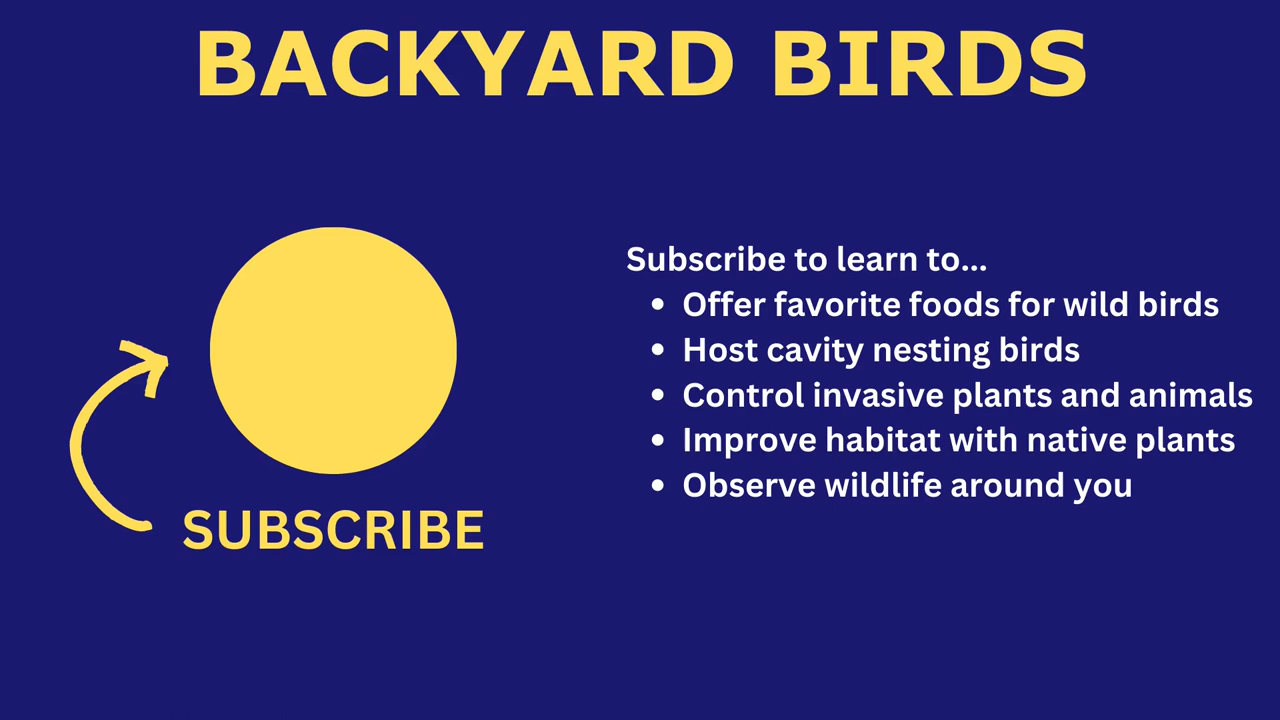 BACKYARD BIRDS
Subscribe to learn to...
• Offer favorite foods for wild birds
• Host cavity nesting birds
• Control invasive plants and animals
• Improve habitat with native plants
• Observe wildlife around you
SUBSCRIBE